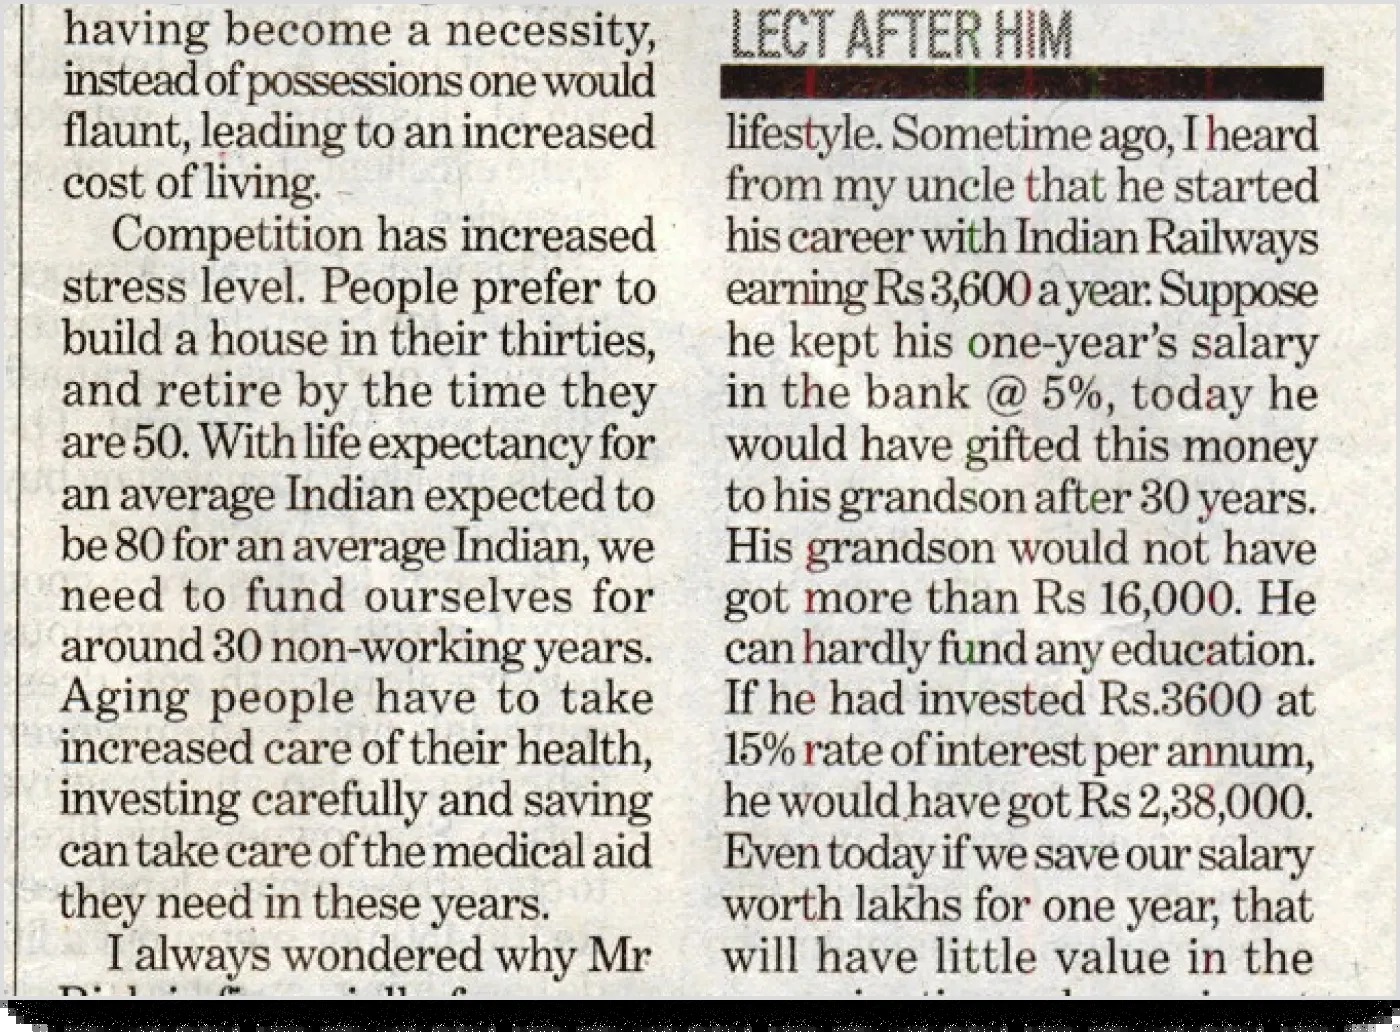 having become a necessity,
instead of possessions one would
flaunt, leading to an increased
cost of living.
Competition has increased
stress level. People prefer to
build a house in their thirties,
and retire by the time they
are 50. With life expectancy for
an average Indian expected to
be 80 for an average Indian, we
need to fund ourselves for
around 30 non-working years.
Aging people have to take
increased care of their health,
investing carefully and saving
can take care of the medical aid
they need in these years.
I always wondered why Mr
LECT AFTER HIM
lifestyle. Sometime ago, I heard
from my uncle that he started
his career with Indian Railways
earning Rs 3,600 a year. Suppose
he kept his one-year's salary
in the bank @ 5%, today he
would have gifted this money
to his grandson after 30 years.
His grandson would not have
got more than Rs 16,000. He
can hardly fund any education.
If he had invested Rs.3600 at
15% rate of interest per annum,
he would have got Rs 2,38,000.
Even today if we save our salary
worth lakhs for one year, that
will have little value in the